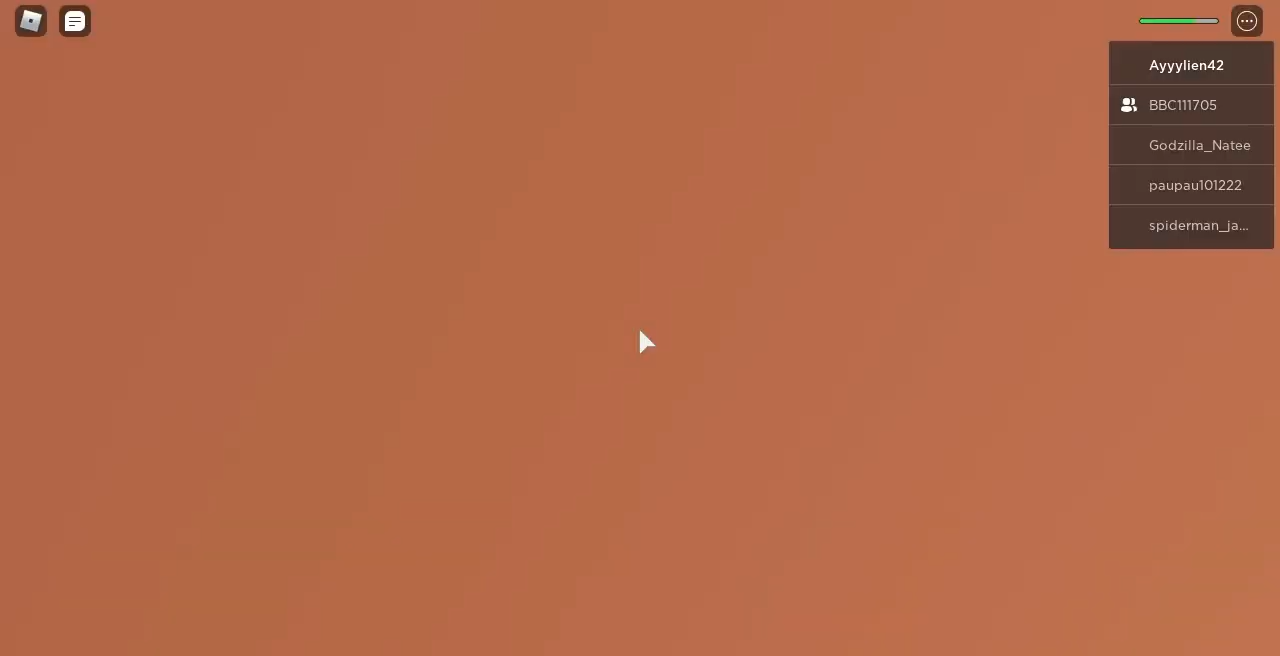 Ayyylien42
BBC111705
Godzilla_Natee
paupau101222
spiderman_ja...